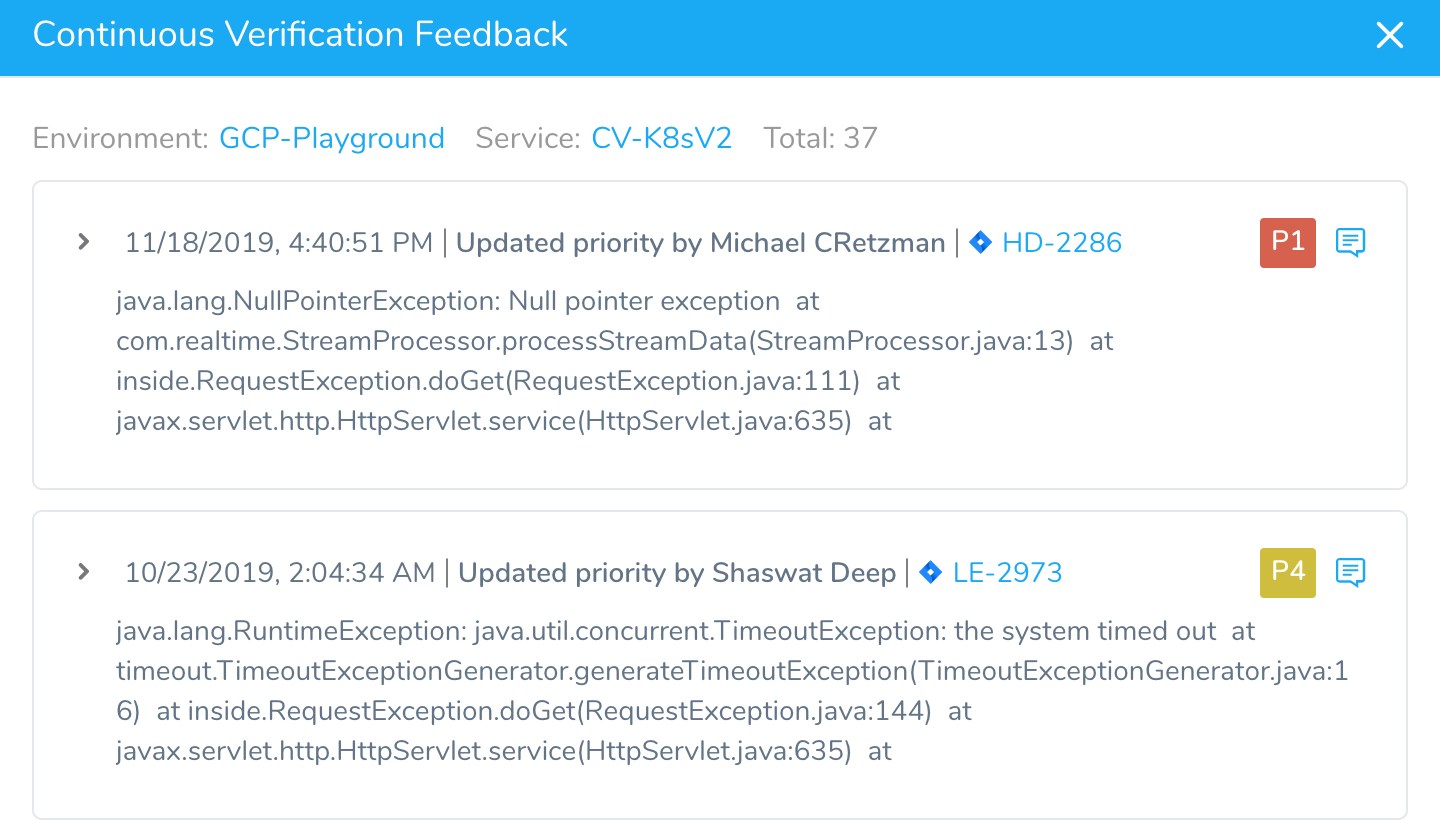 Continuous Verification Feedback
Environment: GCP-Playground Service: CV-K8sV2 Total: 37
11/18/2019, 4:40:51 PM | Updated priority by Michael CRetzman | HD-2286 P1
java.lang.NullPointerException: Null pointer exception at
com.realtime.StreamProcessor.processStreamData(StreamProcessor.java:13) at
inside.RequestException.doGet(RequestException.java:111) at
javax.servlet.http.HttpServlet.service(HttpServlet.java:635) at
10/23/2019, 2:04:34 AM | Updated priority by Shaswat Deep | LE-2973 P4
java.lang.RuntimeException: java.util.concurrent.TimeoutException: the system timed out at
timeout.TimeoutExceptionGenerator.generateTimeoutException(TimeoutExceptionGenerator.java:1
6) at inside.RequestException.doGet(RequestException.java:144) at
javax.servlet.http.HttpServlet.service(HttpServlet.java:635) at